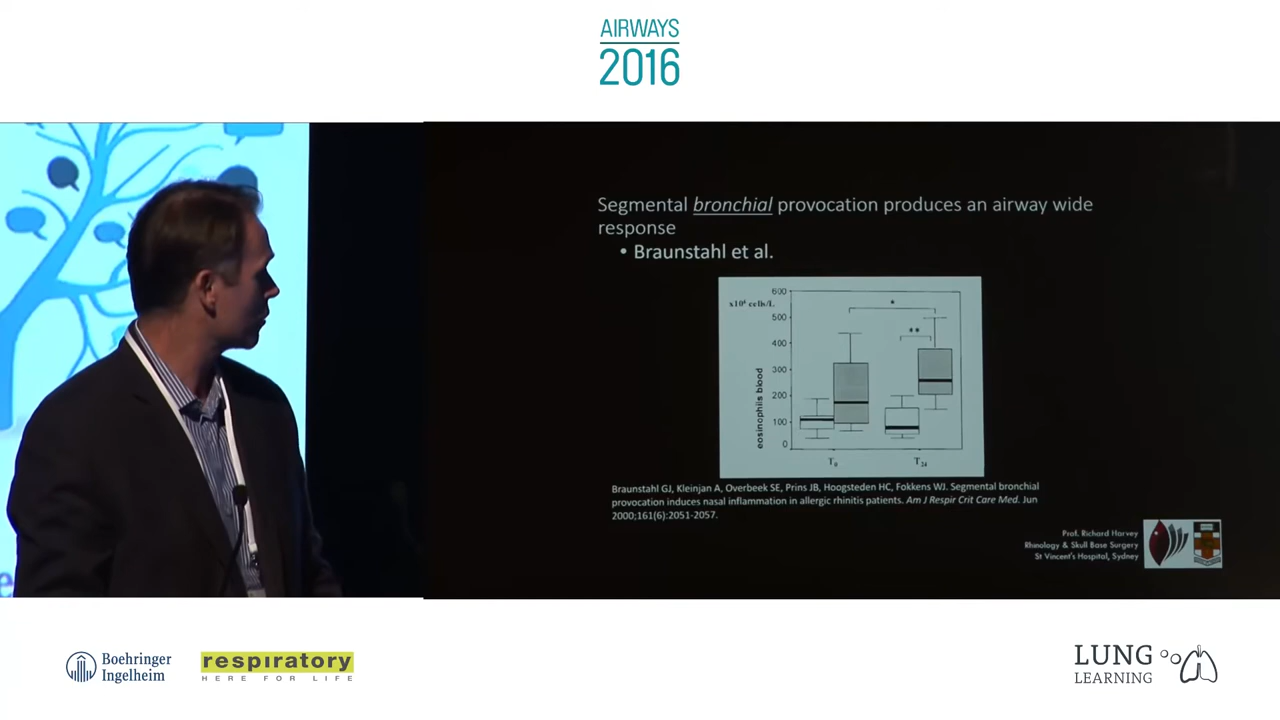 AIRWAYS
2016
Segmental bronchial provocation produces an airway wide
response
• Braunstahl et al.
x10⁶ cells/L
600
500
400
300
200
100
0
eosinophils blood
*
**
T0
T24
Braunstahl GJ, Kleinjan A, Overbeek SE, Prins JB, Hoogsteden HC, Fokkens WJ. Segmental bronchial
provocation induces nasal inflammation in allergic rhinitis patients. Am J Respir Crit Care Med. Jun
2000;161(6):2051-2057.
Prof. Richard Harvey
Rhinology & Skull Base Surgery
St Vincent's Hospital, Sydney
Boehringer
Ingelheim
respiratory
HERE FOR LIFE
LUNG
LEARNING